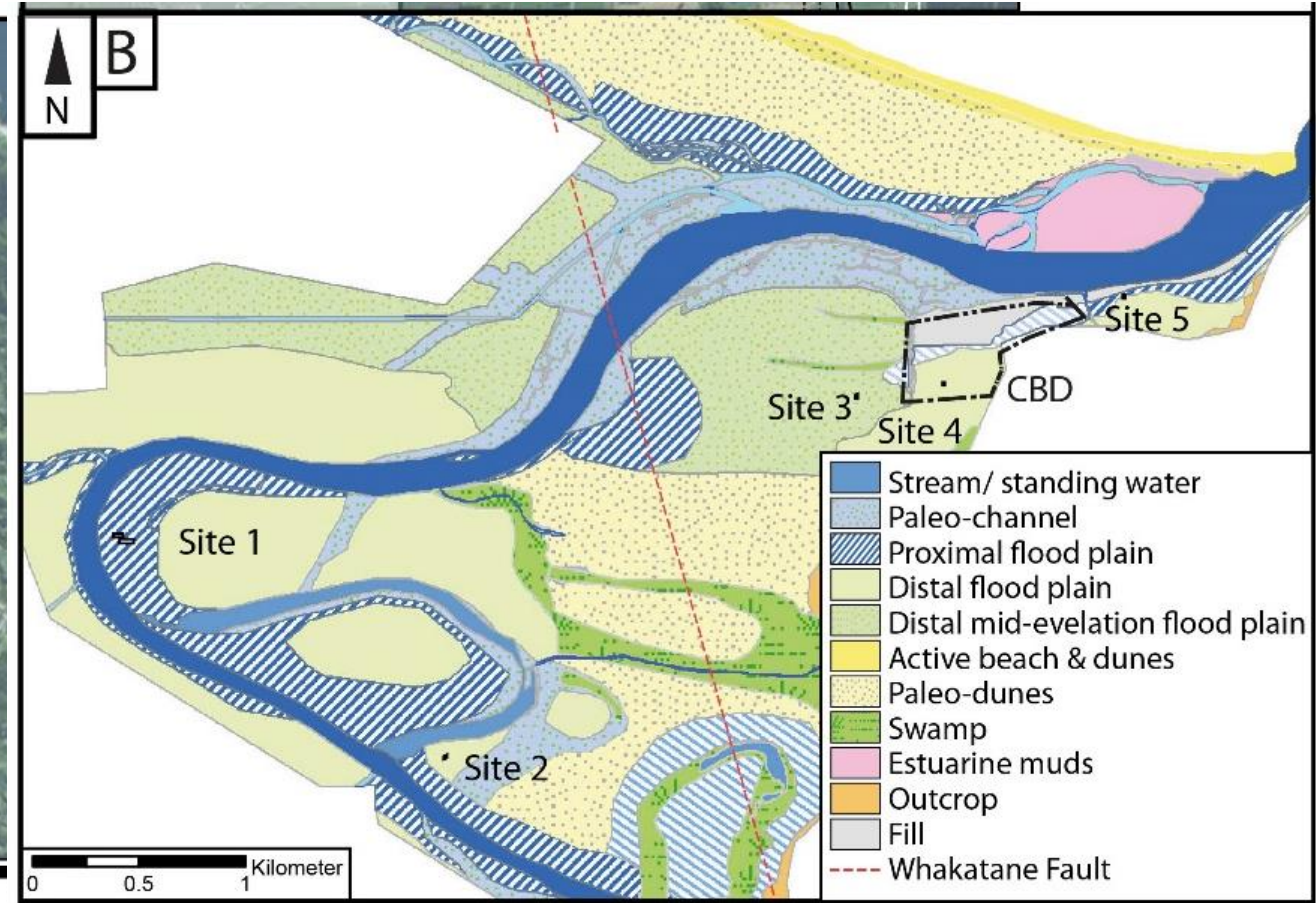 B
N
Site 5
CBD
Site 3
Site 4
Site 1
Site 2
Stream/ standing water
Paleo-channel
Proximal flood plain
Distal flood plain
Distal mid-evelation flood plain
Active beach & dunes
Paleo-dunes
Swamp
Estuarine muds
Outcrop
Fill
Whakatane Fault
Kilometer
0 0.5 1